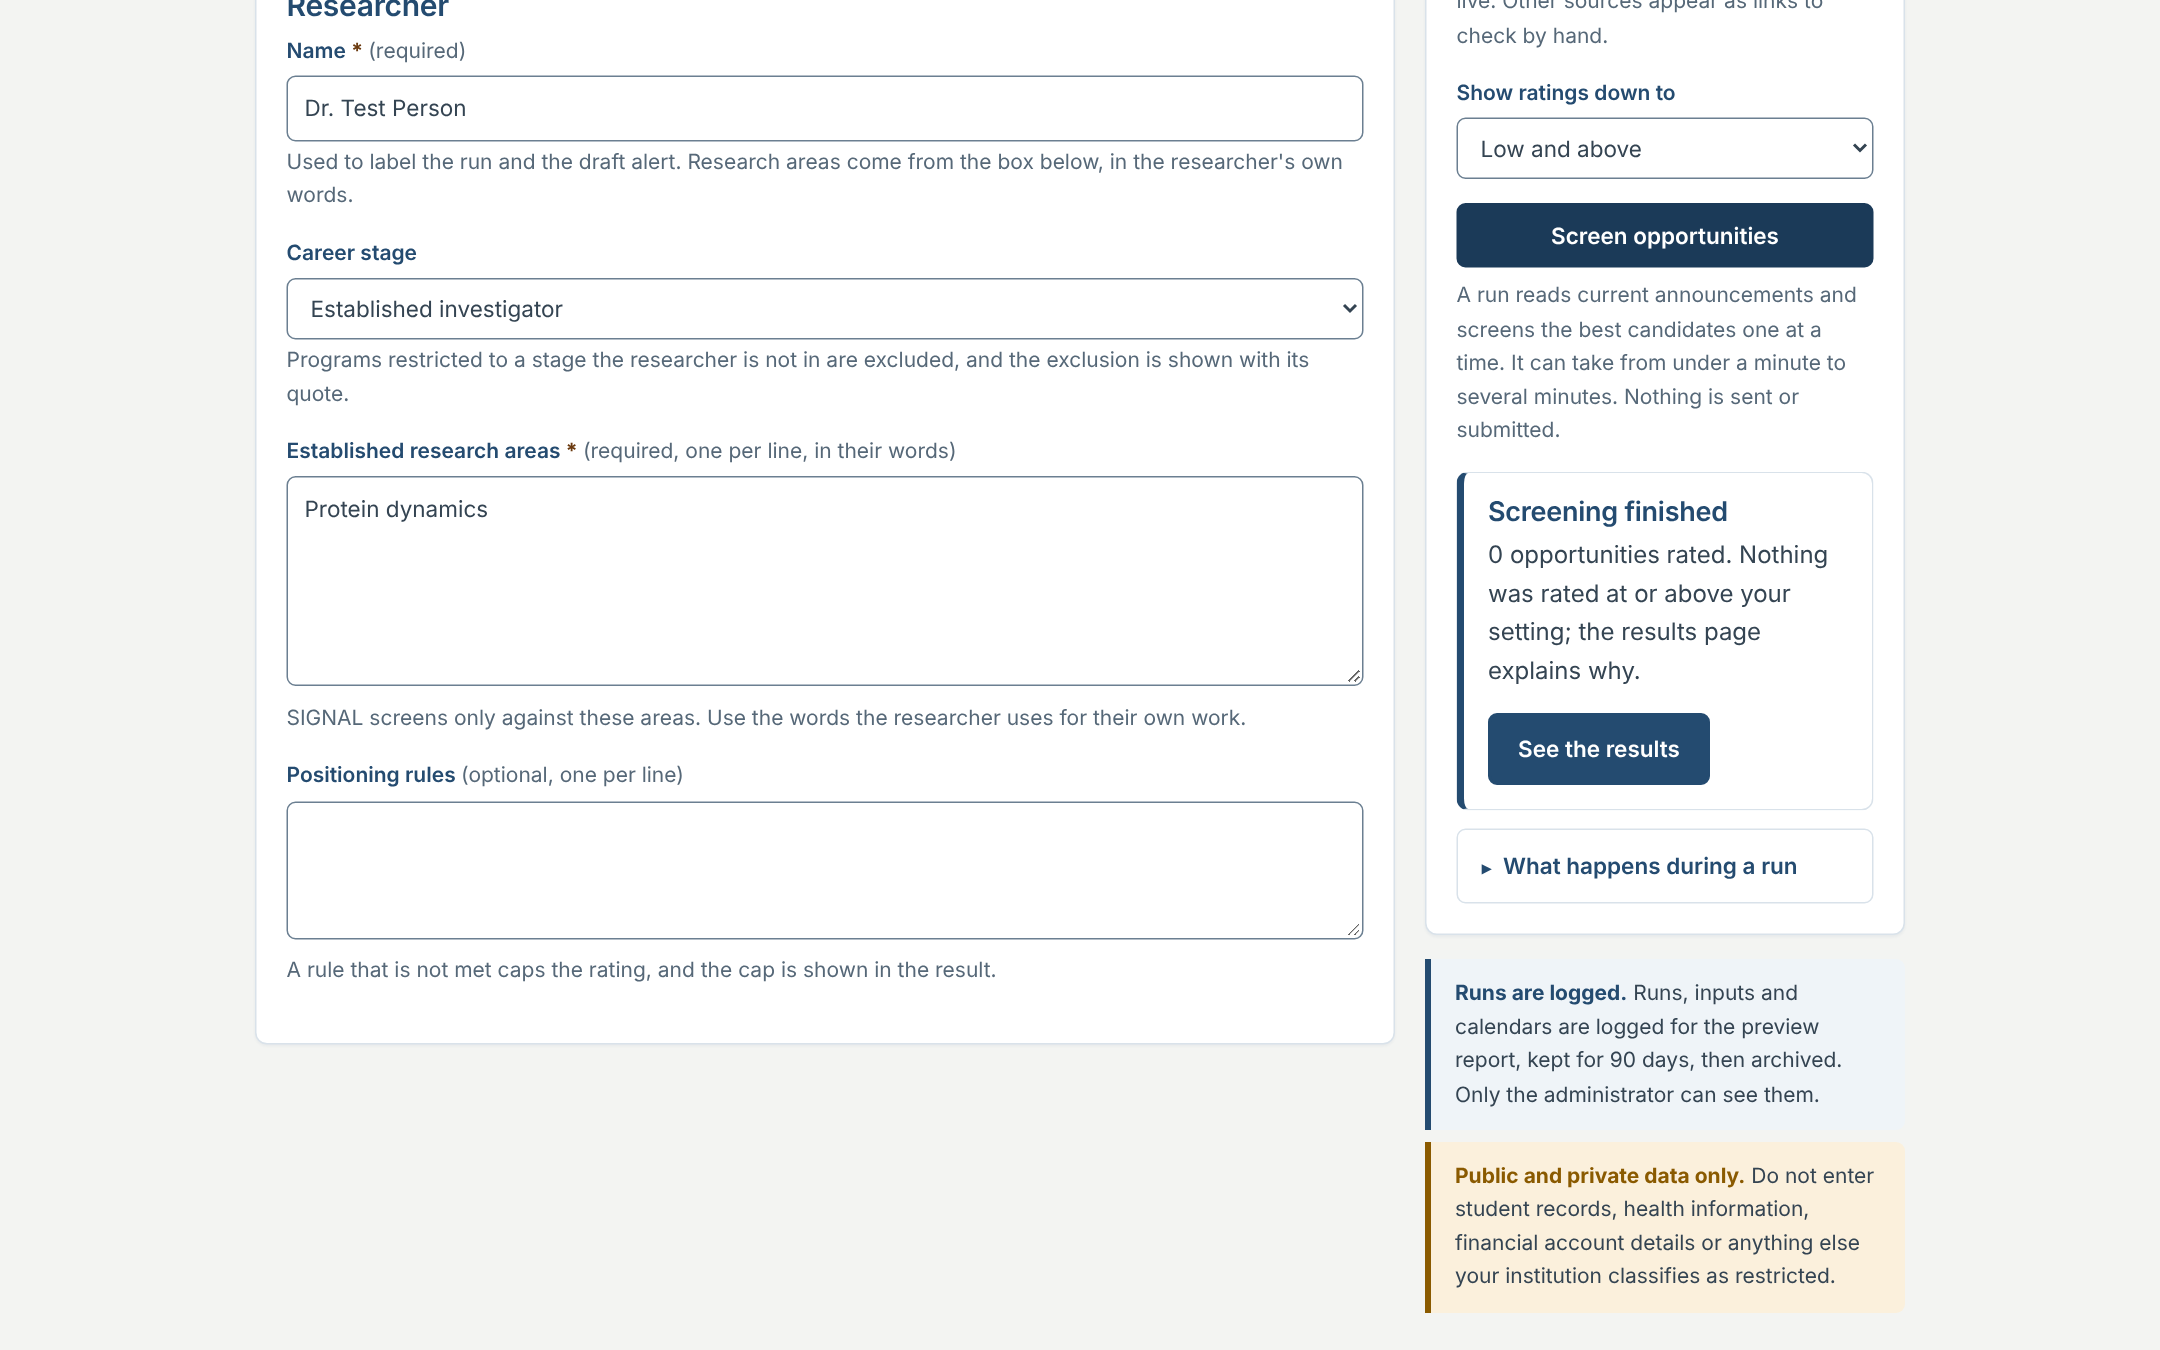 Researcher
Name * (required)
Dr. Test Person
Used to label the run and the draft alert. Research areas come from the box below, in the researcher's own
words.
Career stage
Established investigator
Programs restricted to a stage the researcher is not in are excluded, and the exclusion is shown with its
quote.
Established research areas * (required, one per line, in their words)
Protein dynamics
SIGNAL screens only against these areas. Use the words the researcher uses for their own work.
Positioning rules (optional, one per line)
A rule that is not met caps the rating, and the cap is shown in the result.
live. Other sources appear as links to
check by hand.
Show ratings down to
Low and above
Screen opportunities
A run reads current announcements and
screens the best candidates one at a
time. It can take from under a minute to
several minutes. Nothing is sent or
submitted.
Screening finished
0 opportunities rated. Nothing
was rated at or above your
setting; the results page
explains why.
See the results
What happens during a run
Runs are logged. Runs, inputs and
calendars are logged for the preview
report, kept for 90 days, then archived.
Only the administrator can see them.
Public and private data only. Do not enter
student records, health information,
financial account details or anything else
your institution classifies as restricted.